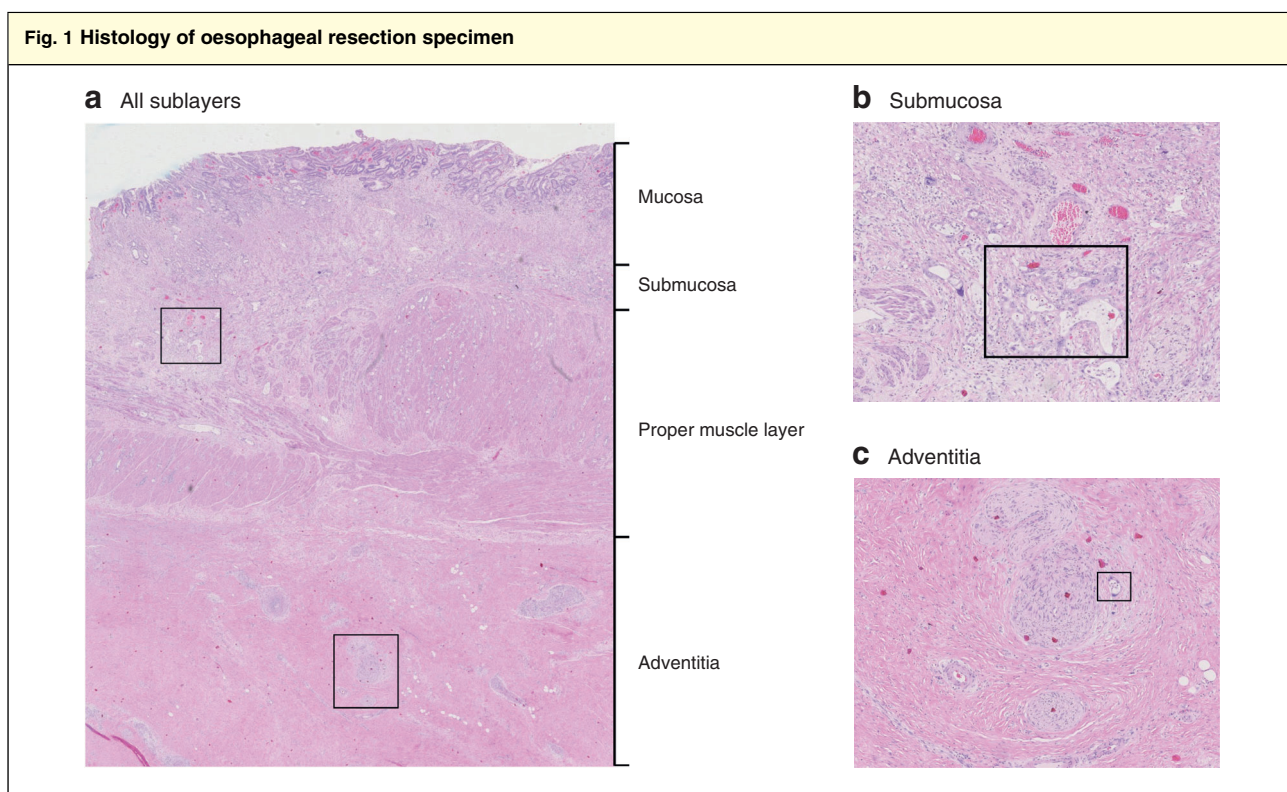 Fig. 1 Histology of oesophageal resection specimen
a All sublayers
Mucosa
Submucosa
Proper muscle layer
Adventitia
b Submucosa
c Adventitia